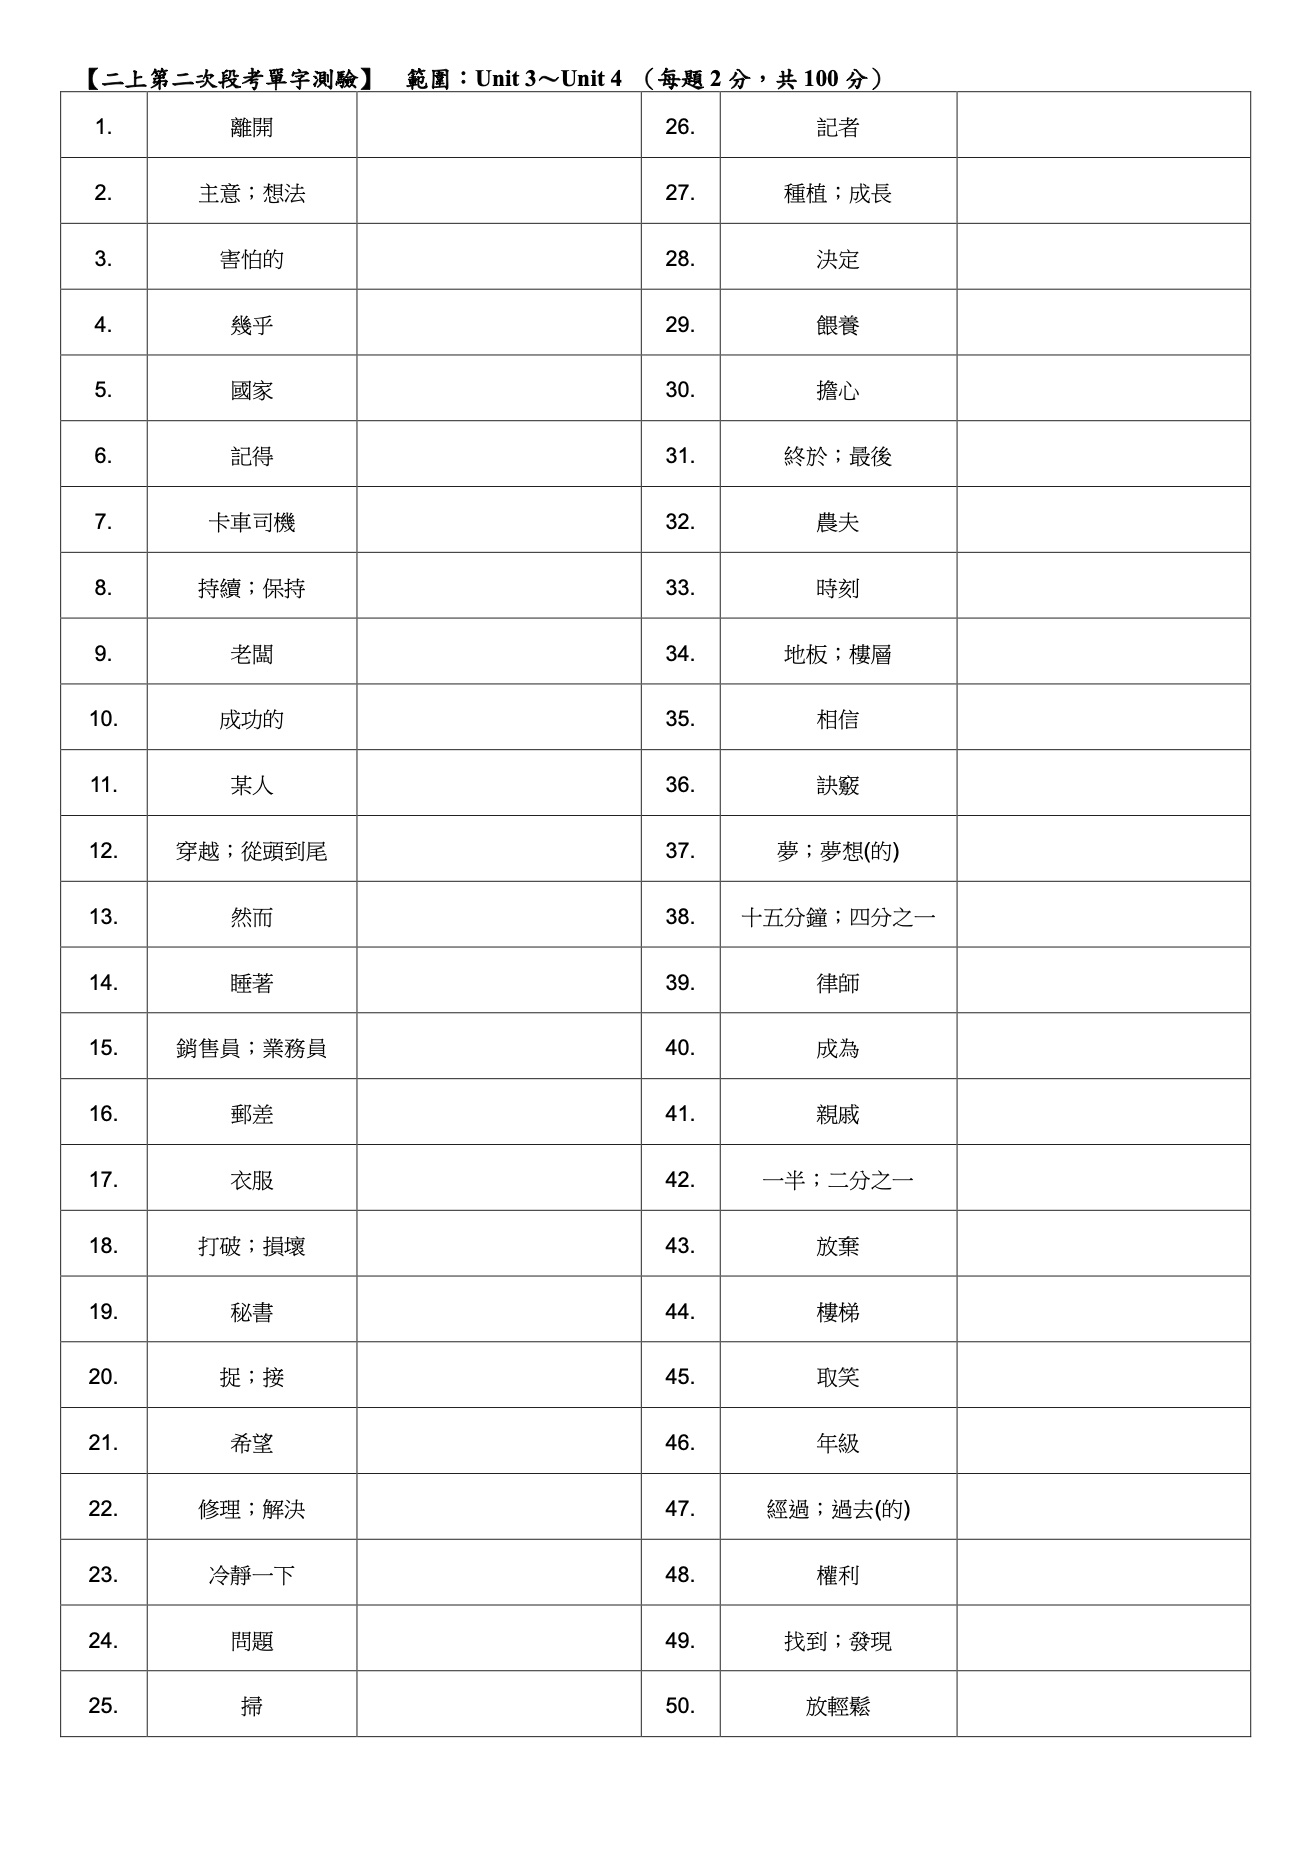 【二上第二次段考單字測驗】 範圍：Unit 3～Unit 4 （每題 2 分，共 100 分）
1. 離開 26. 記者
2. 主意；想法 27. 種植；成長
3. 害怕的 28. 決定
4. 幾乎 29. 餵養
5. 國家 30. 擔心
6. 記得 31. 終於；最後
7. 卡車司機 32. 農夫
8. 持續；保持 33. 時刻
9. 老闆 34. 地板；樓層
10. 成功的 35. 相信
11. 某人 36. 訣竅
12. 穿越；從頭到尾 37. 夢；夢想(的)
13. 然而 38. 十五分鐘；四分之一
14. 睡著 39. 律師
15. 銷售員；業務員 40. 成為
16. 郵差 41. 親戚
17. 衣服 42. 一半；二分之一
18. 打破；損壞 43. 放棄
19. 秘書 44. 樓梯
20. 捉；接 45. 取笑
21. 希望 46. 年級
22. 修理；解決 47. 經過；過去(的)
23. 冷靜一下 48. 權利
24. 問題 49. 找到；發現
25. 掃 50. 放輕鬆